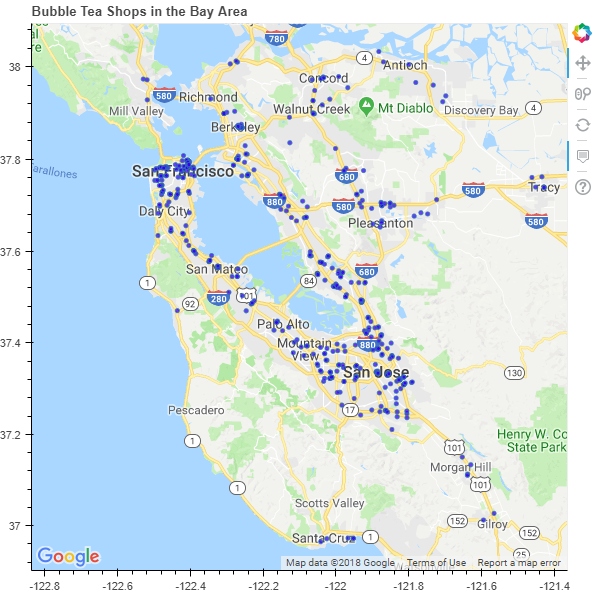 Bubble Tea Shops in the Bay Area
780
38
4
Antioch
Concord
580
Richmond
Mill Valley
Walnut Creek
Mt Diablo
Discovery Bay
4
Berkeley
37.8
San Francisco
arallones
680
580
Tracy
880
580
580
Daly City
Pleasanton
37.6
San Mateo
680
1
84
280
101
92
Palo Alto
37.4
Mountain View
880
San Jose
130
17
Pescadero
37.2
1
Henry W. Co
State Park
101
Morgan Hill
101
1
Scotts Valley
152
Gilroy
152
37
Santa Cruz
1
25
Google
Map data ©2018 Google
Terms of Use
Report a map error
-122.8
-122.6
-122.4
-122.2
-122
-121.8
-121.6
-121.4